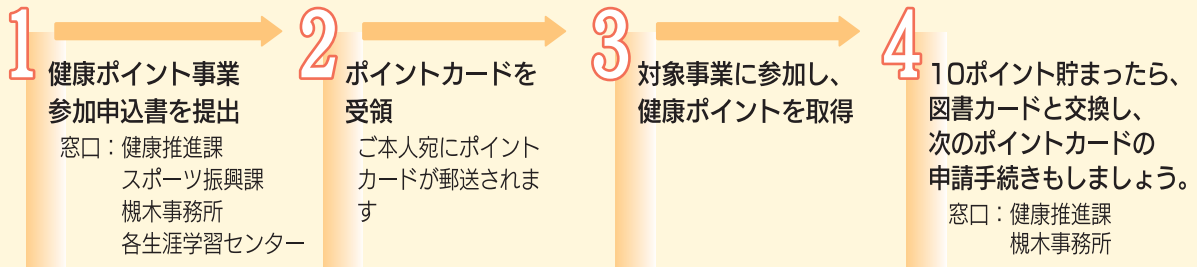 1
健康ポイント事業
参加申込書を提出
窓口：健康推進課
スポーツ振興課
槻木事務所
各生涯学習センター
2
ポイントカードを
受領
ご本人宛にポイント
カードが郵送されま
す
3
対象事業に参加し、
健康ポイントを取得
4
10ポイント貯まったら、
図書カードと交換し、
次のポイントカードの
申請手続きもしましょう。
窓口：健康推進課
槻木事務所